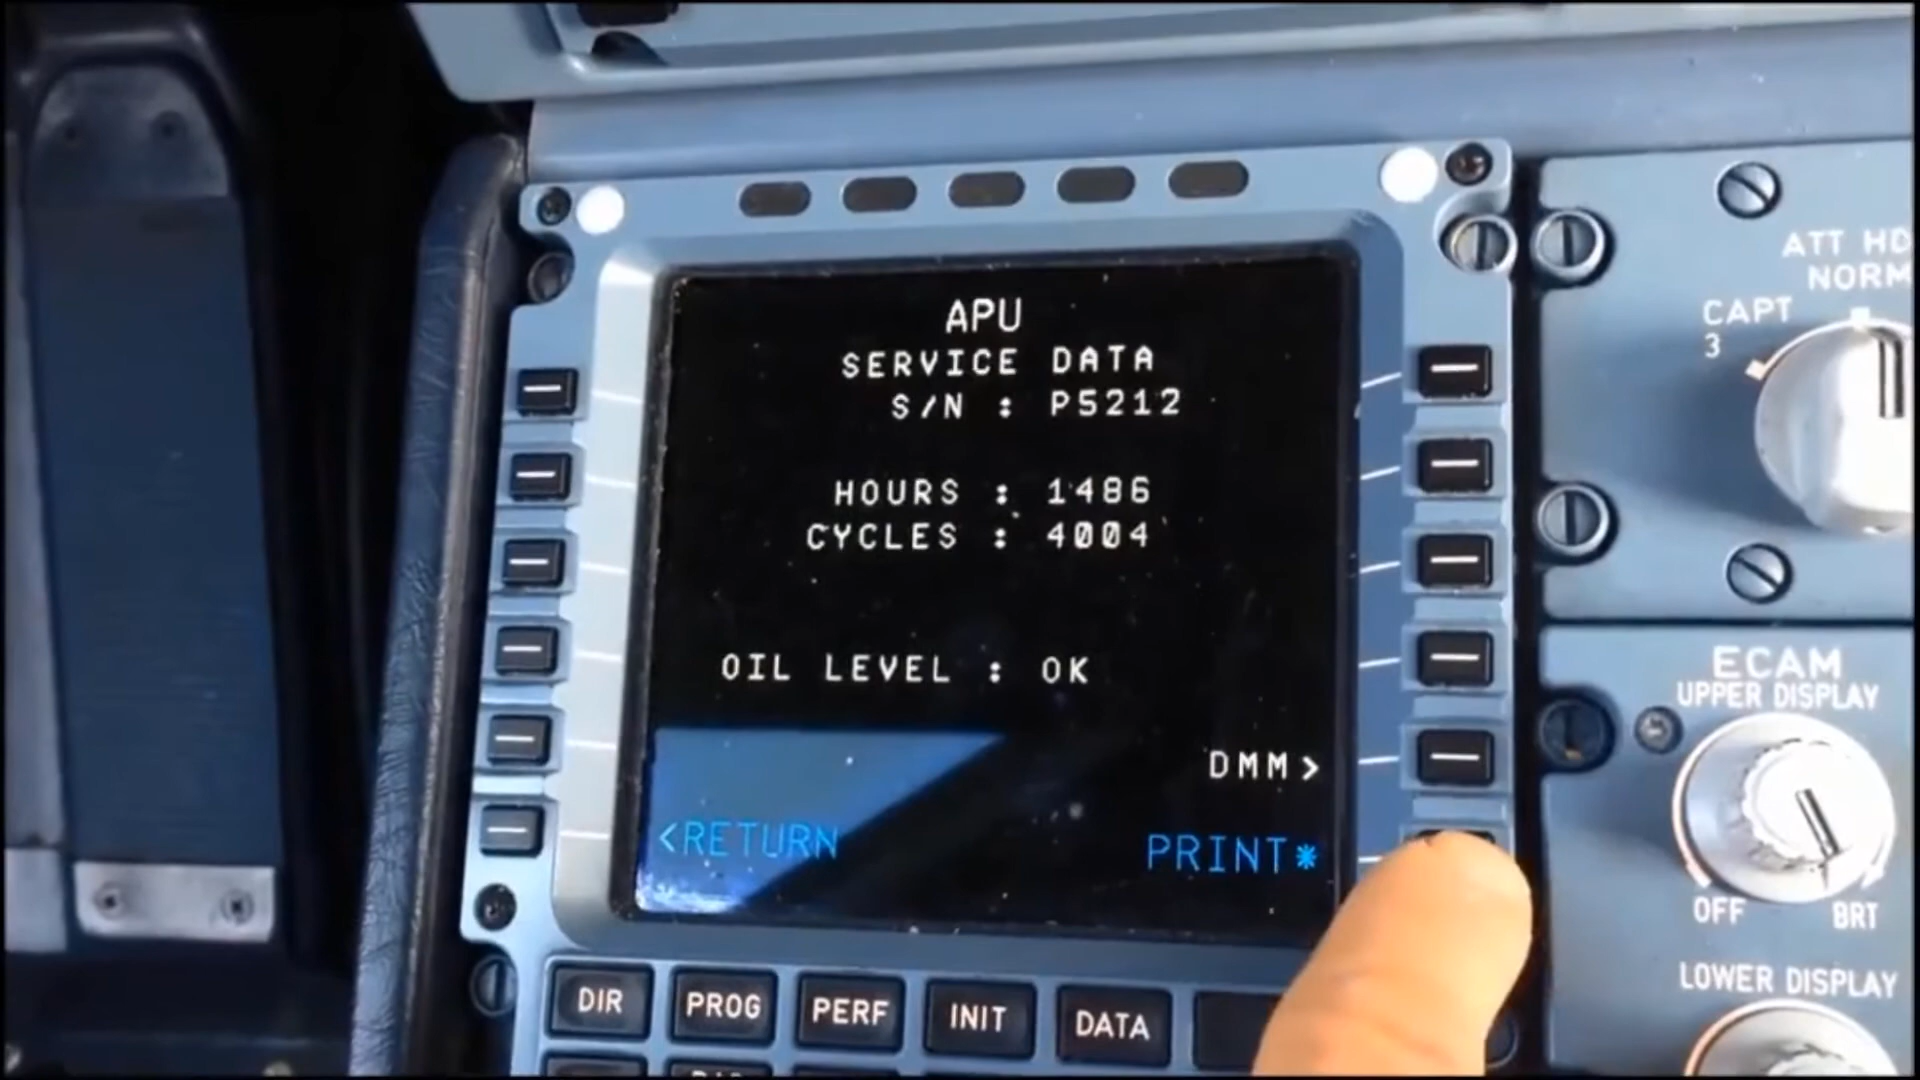 APU
SERVICE DATA
S/N : P5212
HOURS : 1486
CYCLES : 4004
OIL LEVEL : OK
DMM>
<RETURN
PRINT*
DIR
PROG
PERF
INIT
DATA
ATT HD
NORM
CAPT
3
ECAM
UPPER DISPLAY
OFF
BRT
LOWER DISPLAY